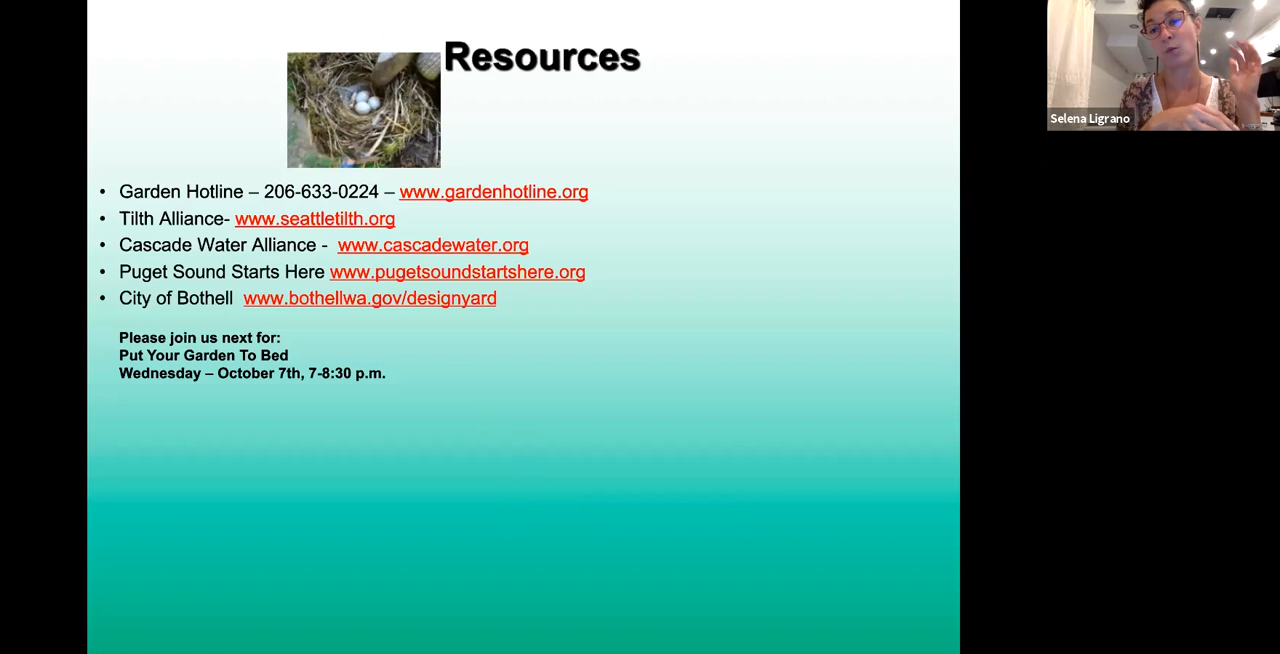 Resources
Selena Ligrano
• Garden Hotline – 206-633-0224 – www.gardenhotline.org
• Tilth Alliance- www.seattletilth.org
• Cascade Water Alliance - www.cascadewater.org
• Puget Sound Starts Here www.pugetsoundstartshere.org
• City of Bothell www.bothellwa.gov/designyard
Please join us next for:
Put Your Garden To Bed
Wednesday – October 7th, 7-8:30 p.m.